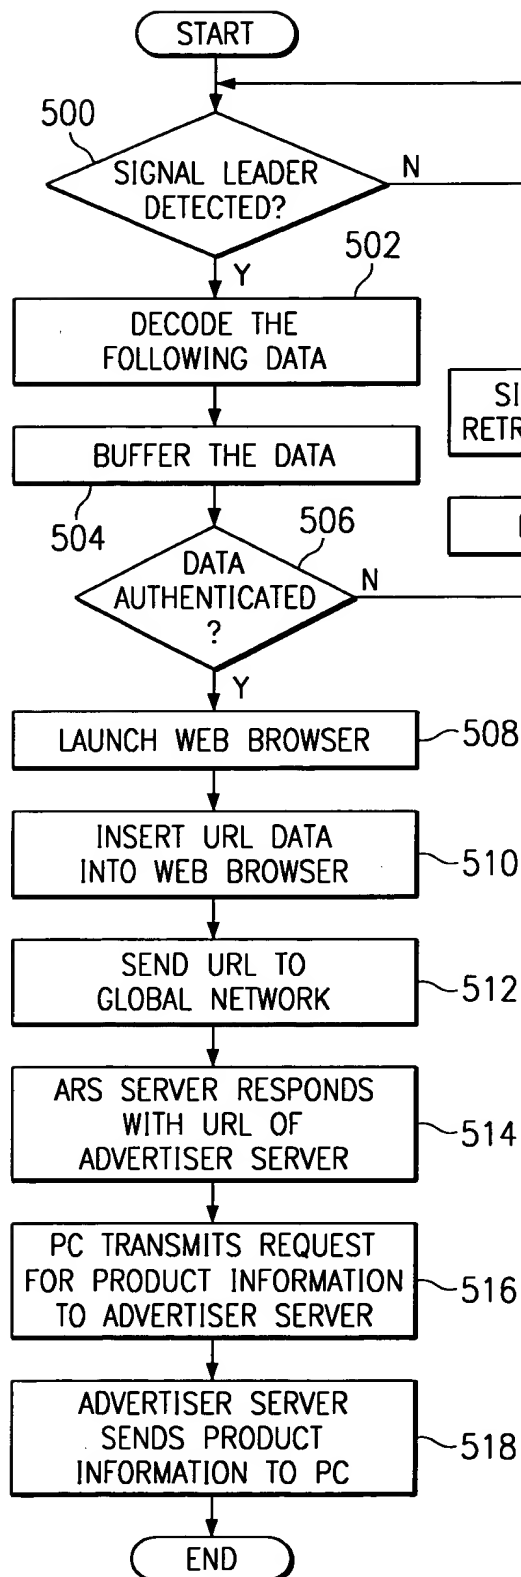 START
500
SIGNAL LEADER
DETECTED?
N
Y
502
DECODE THE
FOLLOWING DATA
BUFFER THE DATA
504
506
DATA
AUTHENTICATED
?
N
Y
LAUNCH WEB BROWSER
508
INSERT URL DATA
INTO WEB BROWSER
510
SEND URL TO
GLOBAL NETWORK
512
ARS SERVER RESPONDS
WITH URL OF
ADVERTISER SERVER
514
PC TRANSMITS REQUEST
FOR PRODUCT INFORMATION
TO ADVERTISER SERVER
516
ADVERTISER SERVER
SENDS PRODUCT
INFORMATION TO PC
518
END